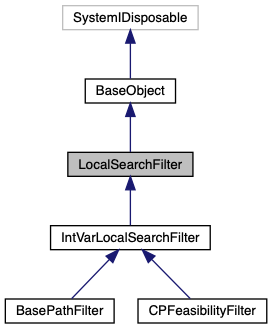 SystemIDisposable
BaseObject
LocalSearchFilter
IntVarLocalSearchFilter
BasePathFilter
CPFeasibilityFilter